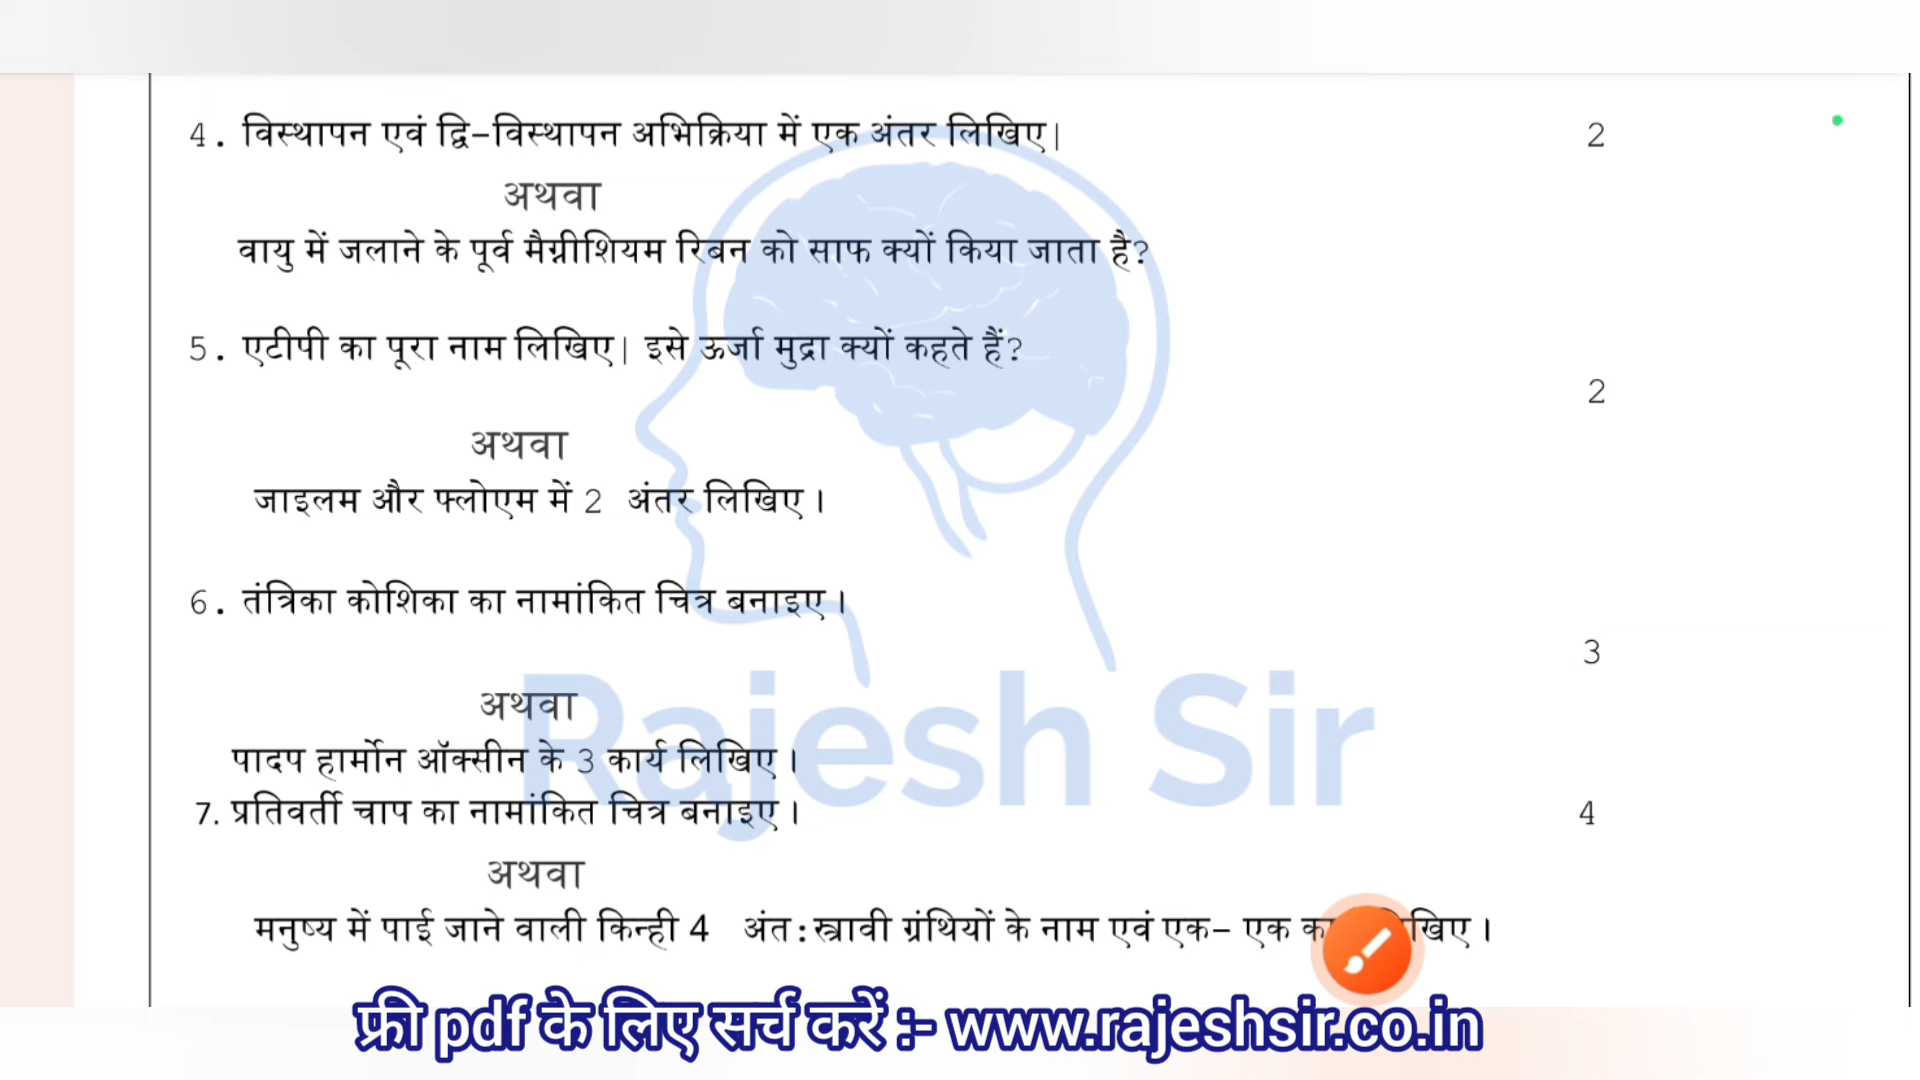 4. विस्थापन एवं द्वि-विस्थापन अभिक्रिया में एक अंतर लिखिए| 2
अथवा
वायु में जलाने के पूर्व मैग्नीशियम रिबन को साफ क्यों किया जाता है?
5. एटीपी का पूरा नाम लिखिए| इसे ऊर्जा मुद्रा क्यों कहते हैं?
2
अथवा
जाइलम और फ्लोएम में 2 अंतर लिखिए।
6. तंत्रिका कोशिका का नामांकित चित्र बनाइए।
3
अथवा
पादप हार्मोन ऑक्सीन के 3 कार्य लिखिए।
7. प्रतिवर्ती चाप का नामांकित चित्र बनाइए। 4
अथवा
मनुष्य में पाई जाने वाली किन्ही 4 अंत:स्त्रावी ग्रंथियों के नाम एवं एक- एक
Rajesh Sir
फ्री pdf के लिए सर्च करें :- www.rajeshsir.co.in